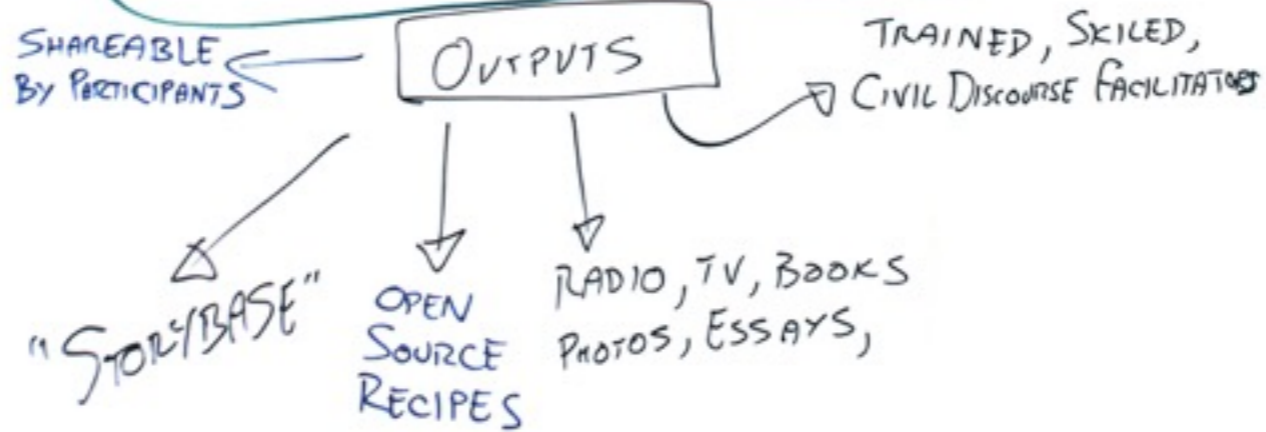 OUTPUTS
SHAREABLE
BY PARTICIPANTS
TRAINED, SKILED,
CIVIL DISCOURSE FACILITATORS
"STORYBASE"
OPEN
SOURCE
RECIPES
RADIO, TV, BOOKS
PHOTOS, ESSAYS,